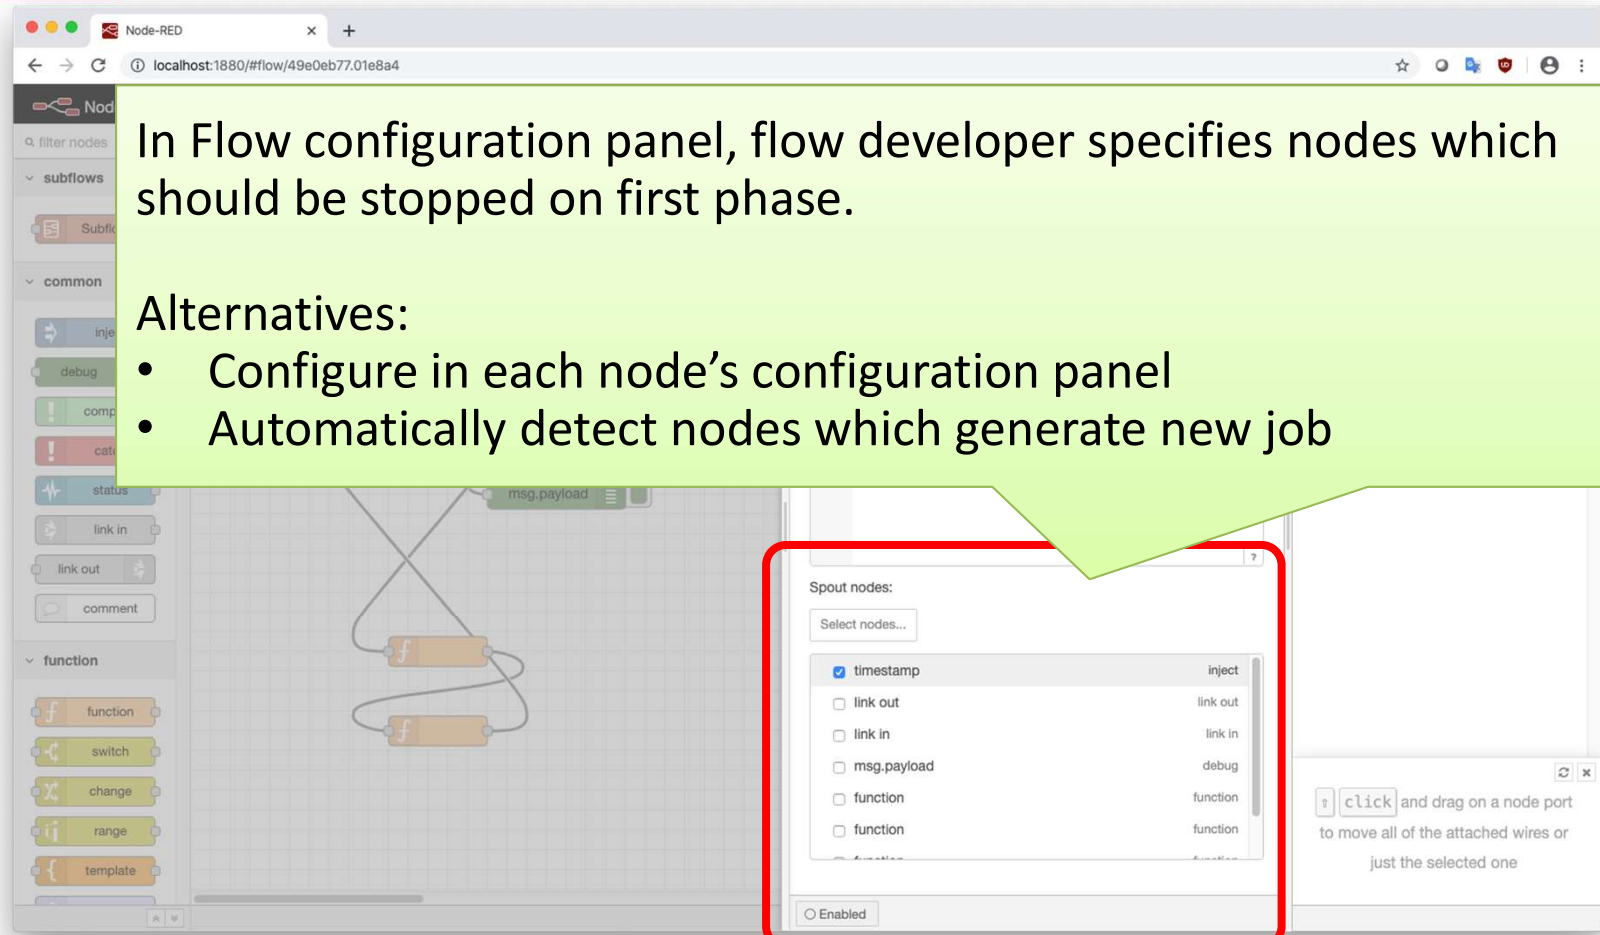 Node-RED
localhost:1880/#flow/49e0eb77.01e8a4
In Flow configuration panel, flow developer specifies nodes which
should be stopped on first phase.
Alternatives:
• Configure in each node’s configuration panel
• Automatically detect nodes which generate new job
filter nodes
subflows
common
debug
status
link in
link out
comment
function
function
switch
change
range
template
msg.payload
Spout nodes:
Select nodes...
timestamp inject
link out link out
link in link in
msg.payload debug
function function
function function
function function
Enabled
⇧ click and drag on a node port
to move all of the attached wires or
just the selected one